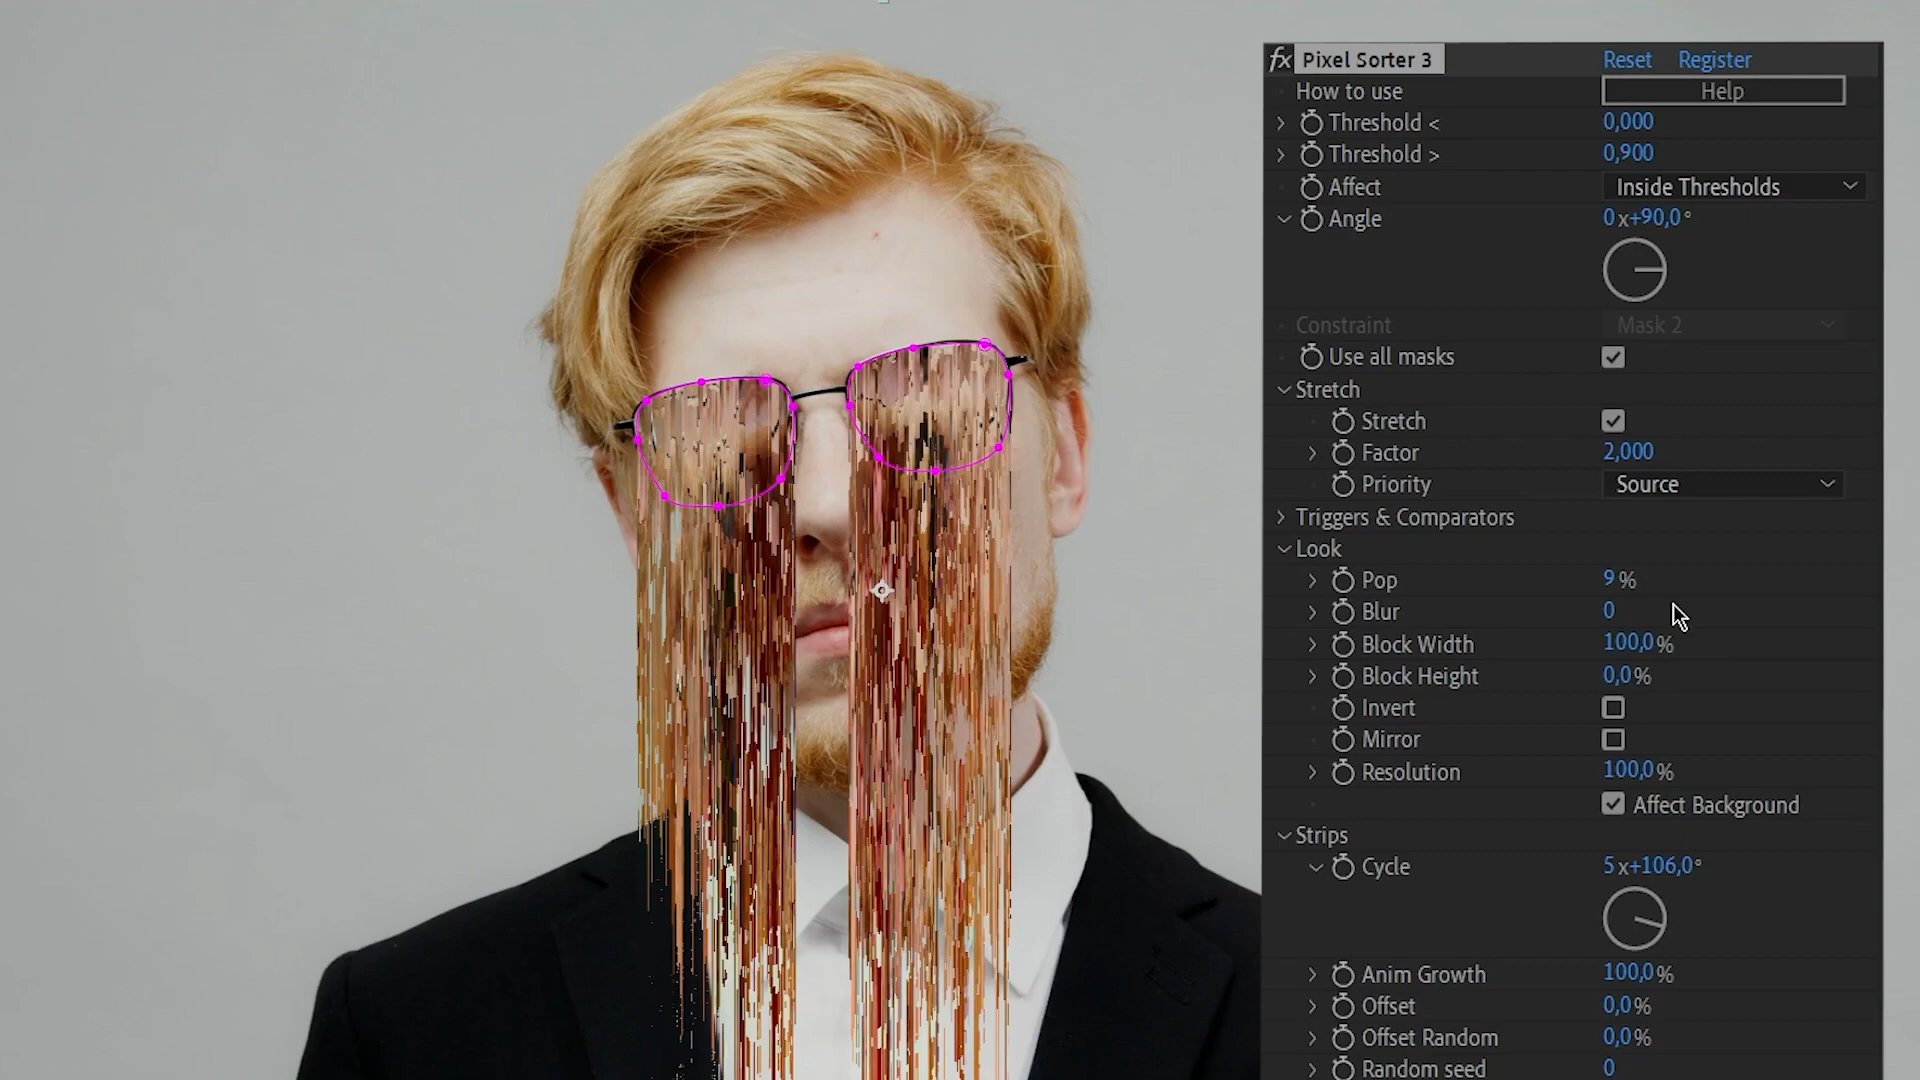 fx Pixel Sorter 3 Reset Register
How to use Help
Threshold < 0,000
Threshold > 0,900
Affect Inside Thresholds
Angle 0x+90,0°
Constraint Mask 2
Use all masks
Stretch
Stretch
Factor 2,000
Priority Source
Triggers & Comparators
Look
Pop 9%
Blur 0
Block Width 100,0%
Block Height 0,0%
Invert
Mirror
Resolution 100,0%
Affect Background
Strips
Cycle 5x+106,0°
Anim Growth 100,0%
Offset 0,0%
Offset Random 0,0%
Random seed 0